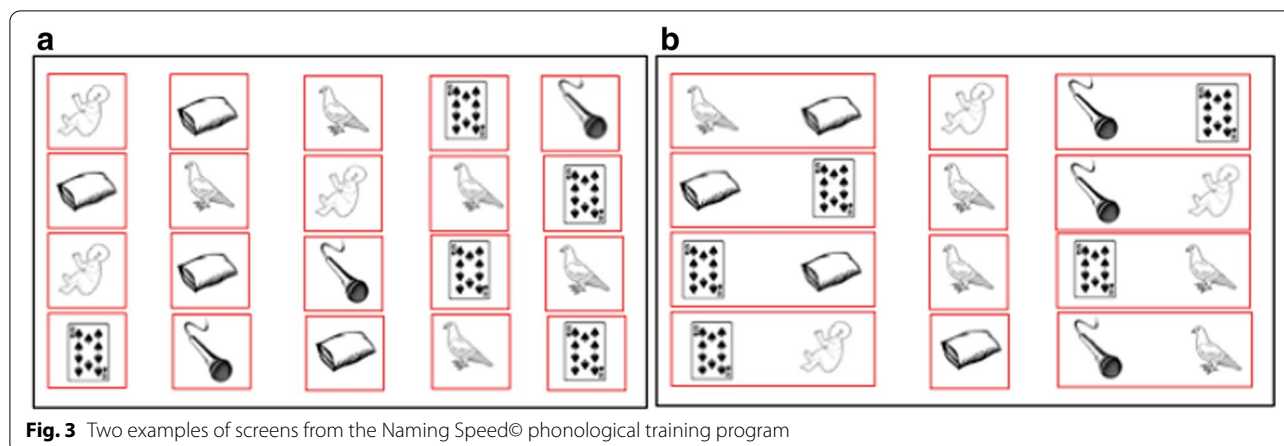 a
b
Fig. 3 Two examples of screens from the Naming Speed© phonological training program